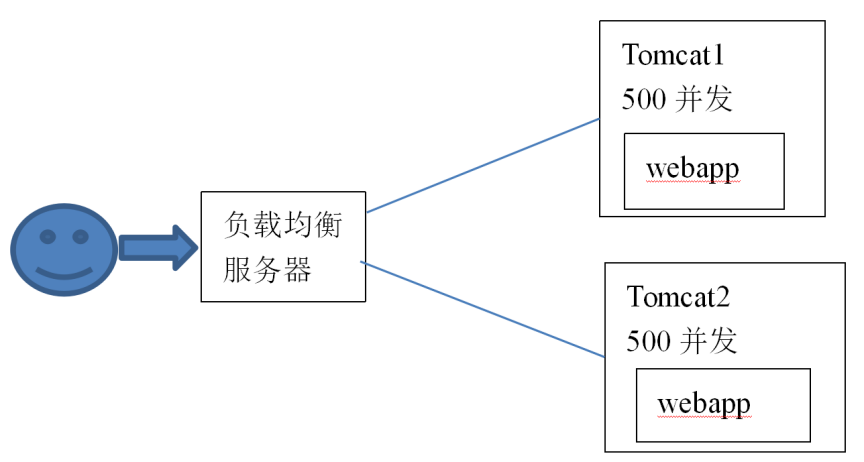 Tomcat1
500 并发
webapp
负载均衡
服务器
Tomcat2
500 并发
webapp